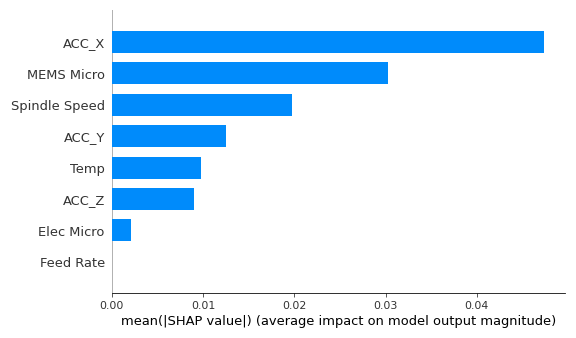 ACC_X
MEMS Micro
Spindle Speed
ACC_Y
Temp
ACC_Z
Elec Micro
Feed Rate
0.00 0.01 0.02 0.03 0.04
mean(|SHAP value|) (average impact on model output magnitude)